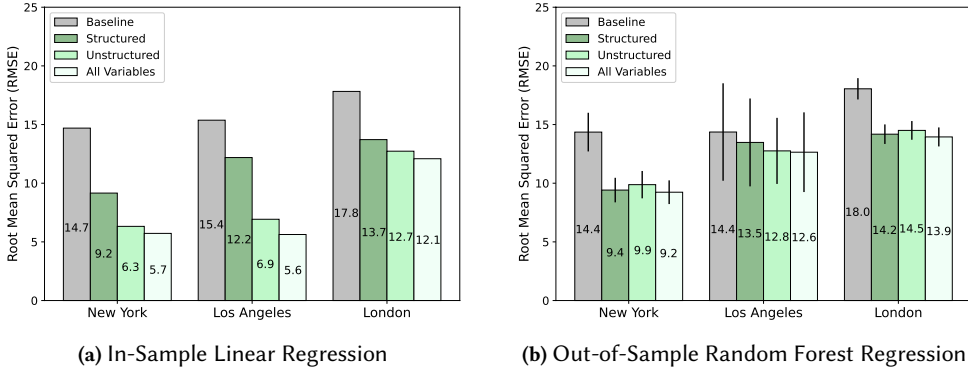 25
20
15
10
5
0
Root Mean Squared Error (RMSE)
Baseline
Structured
Unstructured
All Variables
14.7
9.2
6.3
5.7
15.4
12.2
6.9
5.6
17.8
13.7
12.7
12.1
New York
Los Angeles
London
(a) In-Sample Linear Regression
25
20
15
10
5
0
Root Mean Squared Error (RMSE)
Baseline
Structured
Unstructured
All Variables
14.4
9.4
9.9
9.2
14.4
13.5
12.8
12.6
18.0
14.2
14.5
13.9
New York
Los Angeles
London
(b) Out-of-Sample Random Forest Regression